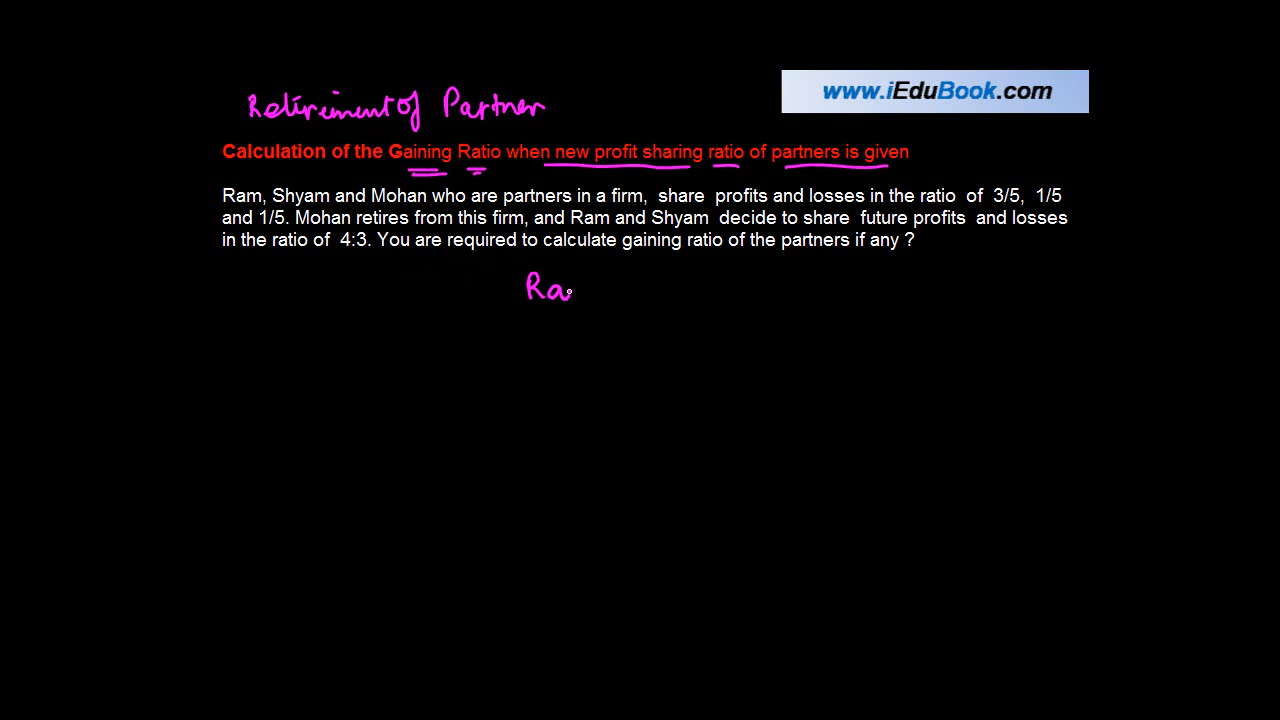 Retirement of Partner
www.iEduBook.com
Calculation of the Gaining Ratio when new profit sharing ratio of partners is given
Ram, Shyam and Mohan who are partners in a firm, share profits and losses in the ratio of 3/5, 1/5
and 1/5. Mohan retires from this firm, and Ram and Shyam decide to share future profits and losses
in the ratio of 4:3. You are required to calculate gaining ratio of the partners if any ?
Ra